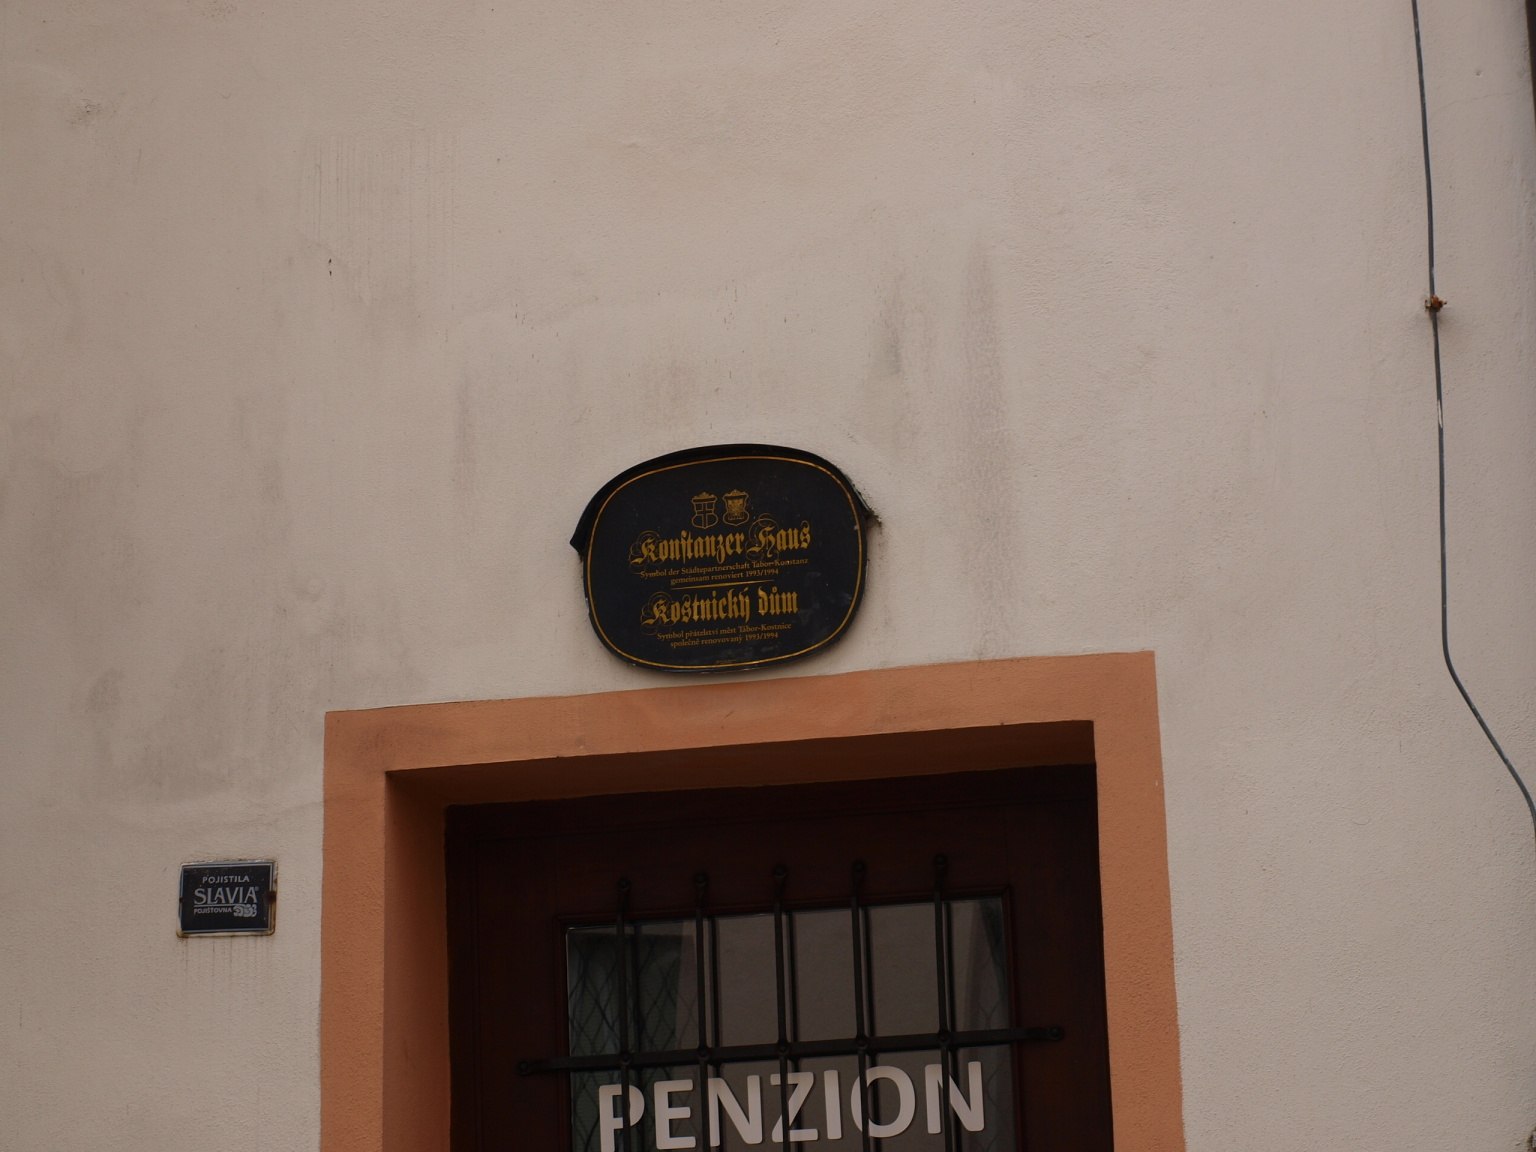 Konstanzer Haus
Symbol der Städtepartnerschaft Tábor-Konstanz
gemeinsam renoviert 1993/1994
Kostnický dům
Symbol přátelství měst Tábor-Kostnice
společně renovovaný 1993/1994
POJISTILA
SLAVIA®
POJIŠŤOVNA
PENZION